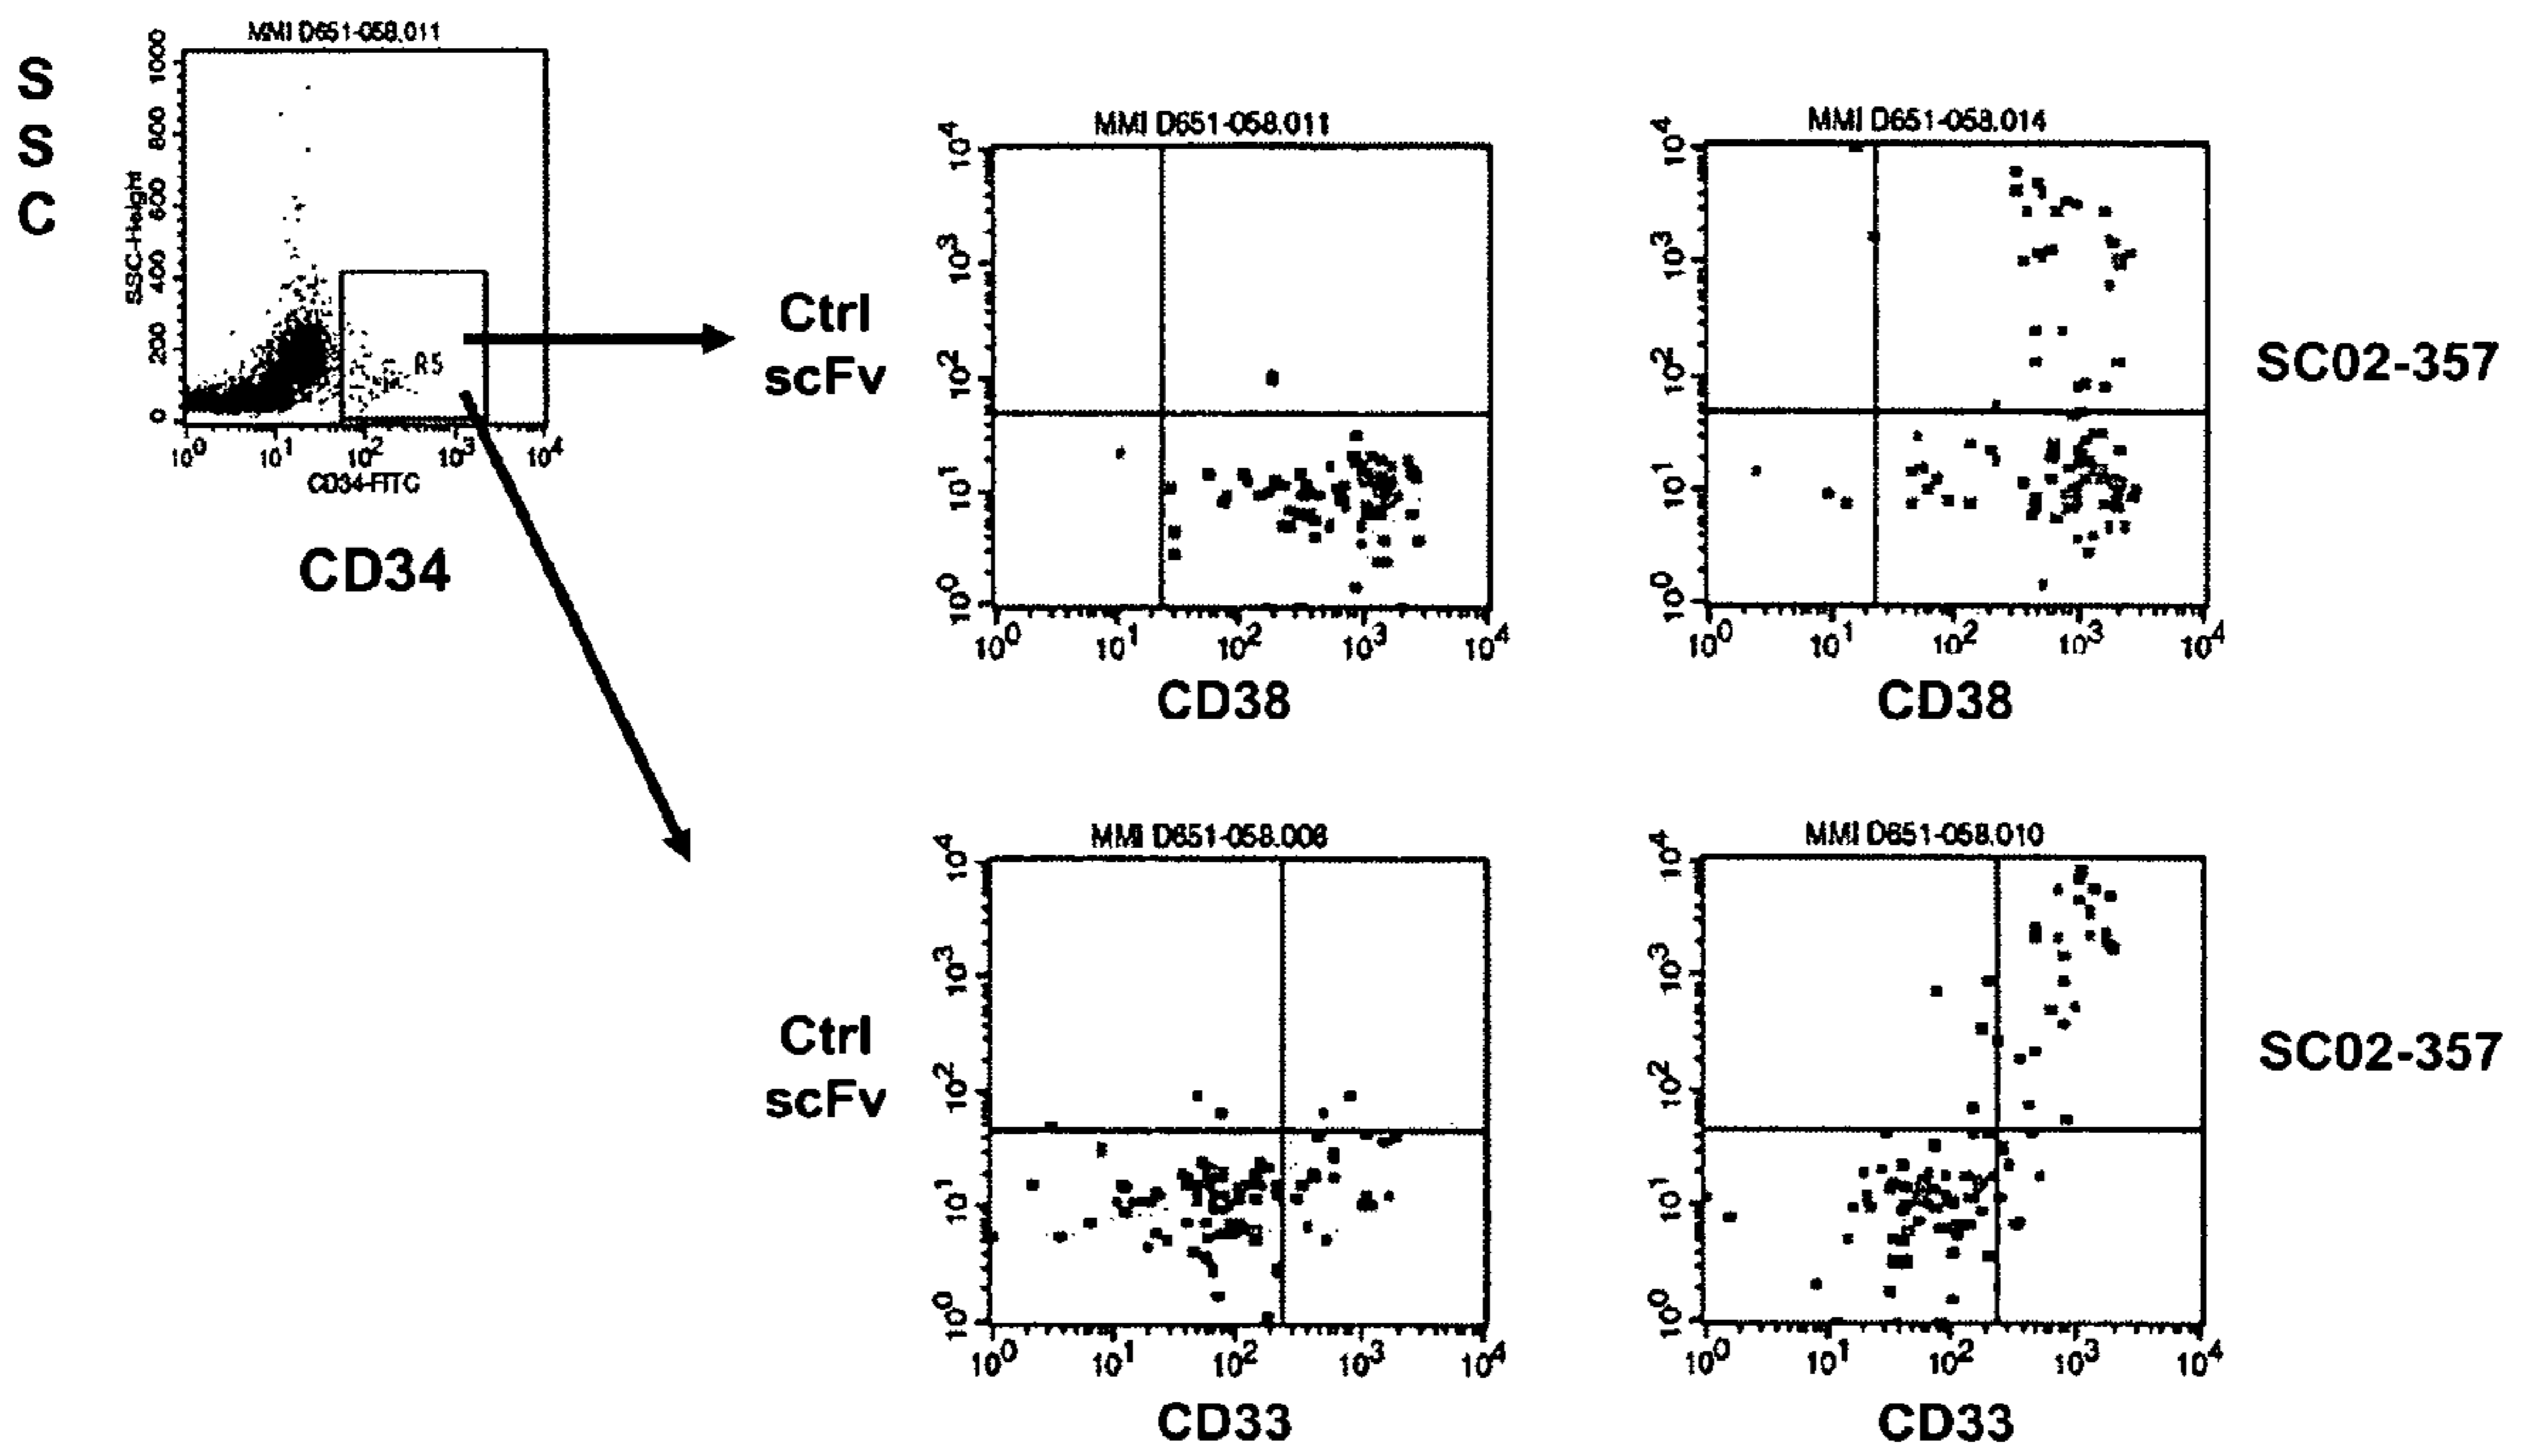 S
S
C
MMI D651-058.011
SSC-Height
1000
800
600
400
200
0
R5
10^0 10^1 10^2 10^3 10^4
CD34-FITC
CD34
Ctrl
scFv
MMI D651-058.011
10^4
10^3
10^2
10^1
10^0
10^0 10^1 10^2 10^3 10^4
CD38
MMI D651-058.014
10^4
10^3
10^2
10^1
10^0
10^0 10^1 10^2 10^3 10^4
CD38
SC02-357
Ctrl
scFv
MMI D651-058.006
10^4
10^3
10^2
10^1
10^0
10^0 10^1 10^2 10^3 10^4
CD33
MMI D651-058.010
10^4
10^3
10^2
10^1
10^0
10^0 10^1 10^2 10^3 10^4
CD33
SC02-357